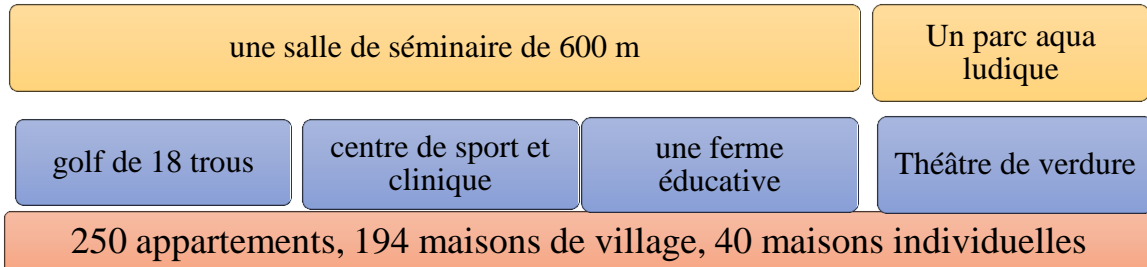 une salle de séminaire de 600 m
Un parc aqua
ludique
golf de 18 trous
centre de sport et
clinique
une ferme
éducative
Théâtre de verdure
250 appartements, 194 maisons de village, 40 maisons individuelles